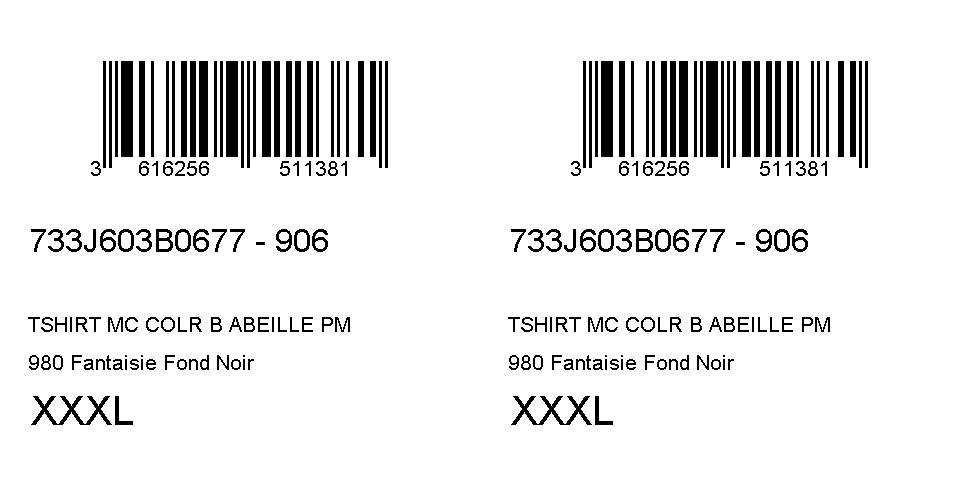 3 616256 511381
733J603B0677 - 906
TSHIRT MC COLR B ABEILLE PM
980 Fantaisie Fond Noir
XXXL
3 616256 511381
733J603B0677 - 906
TSHIRT MC COLR B ABEILLE PM
980 Fantaisie Fond Noir
XXXL